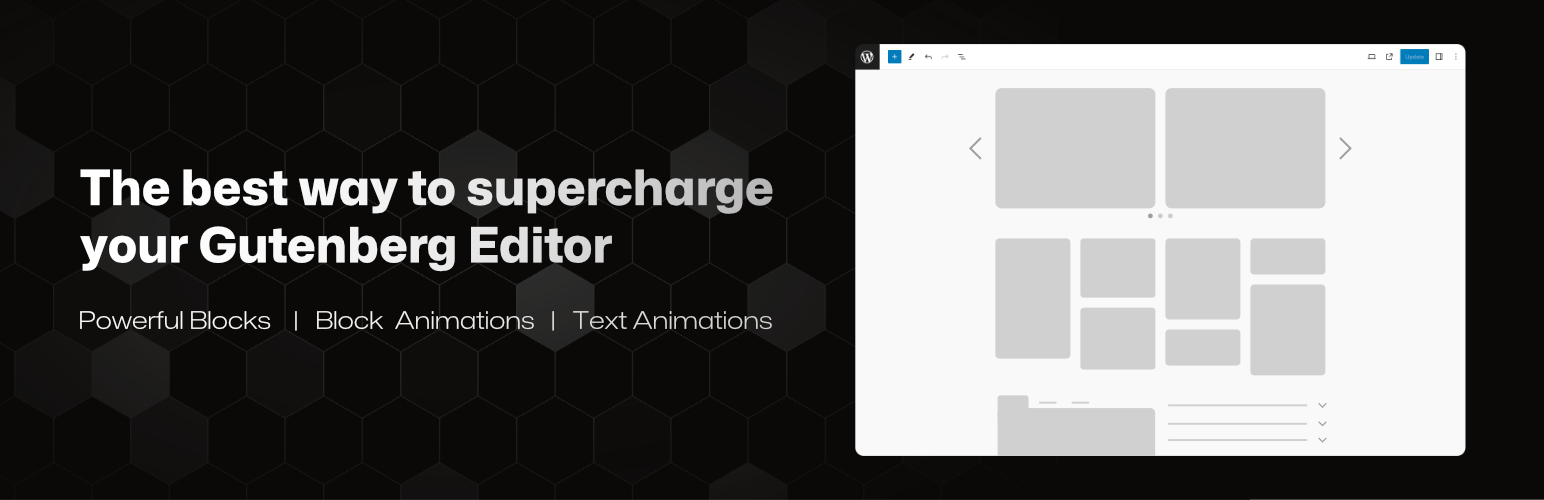 The best way to supercharge
your Gutenberg Editor
Powerful Blocks | Block Animations | Text Animations
Update